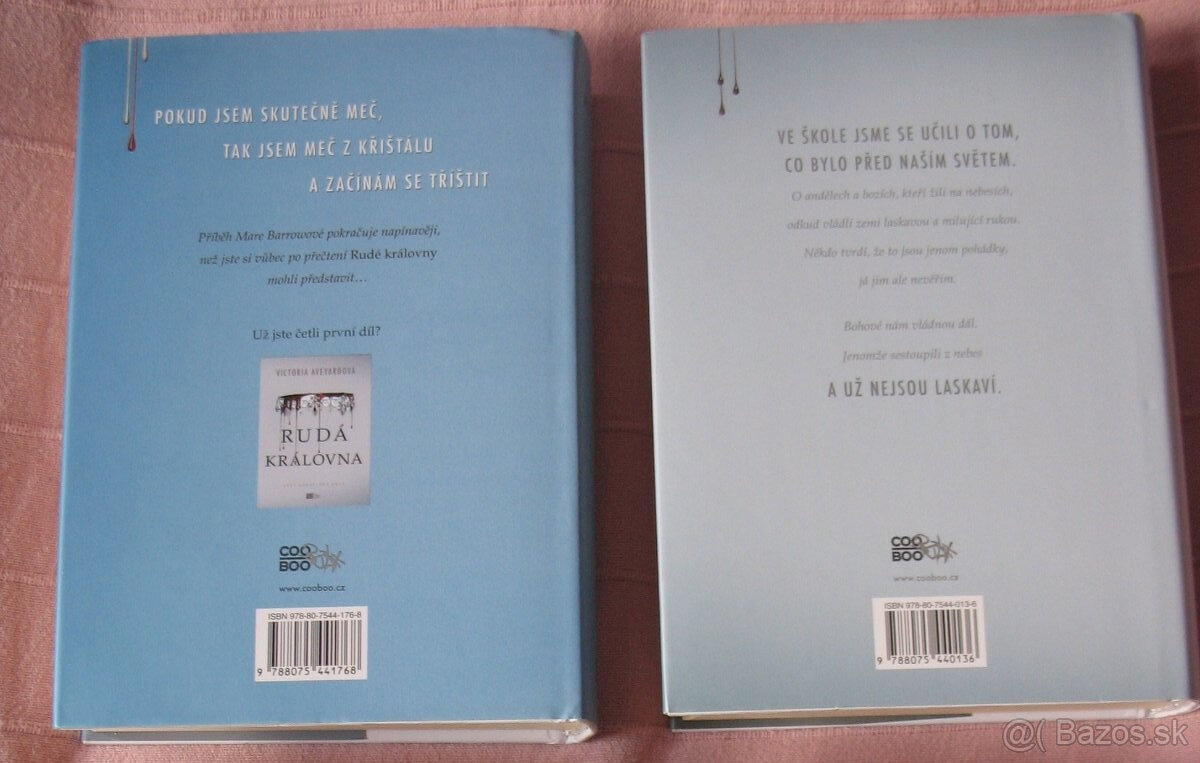 POKUD JSEM SKUTEČNĚ MEČ,
TAK JSEM MEČ Z KŘIŠTÁLU
A ZAČÍNÁM SE TŘÍŠTIT
Příběh Mare Barrowové pokračuje napínavěji,
než jste si vůbec po přečtení Rudé královny
mohli představit...
Už jste četli první díl?
VICTORIA AVEYARDOVÁ
RUDÁ
KRÁLOVNA
COO
BOO
www.cooboo.cz
ISBN 978-80-7544-176-8
9 788075 441768
VE ŠKOLE JSME SE UČILI O TOM,
CO BYLO PŘED NAŠÍM SVĚTEM.
O andělech a bozích, kteří žili na nebesích,
odkud vládli zemi laskavou a milující rukou.
Někdo tvrdí, že to jsou jenom pohádky,
já jim ale nevěřím.
Bohové nám vládnou dál.
Jenomže sestoupili z nebes
A UŽ NEJSOU LASKAVÍ.
COO
BOO
www.cooboo.cz
ISBN 978-80-7544-013-6
9 788075 440136
@( Bazos.sk